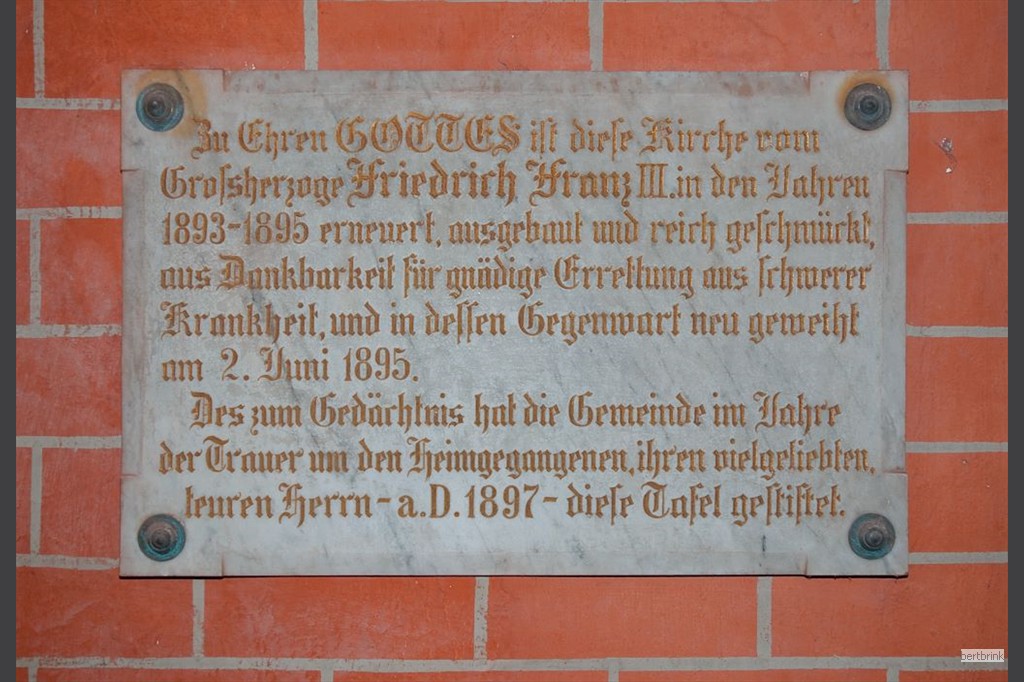 Zu Ehren GOTTES ist diese Kirche vom
Grossherzoge Friedrich Franz III. in den Jahren
1893-1895 erneuert, ausgebaut und reich geschmückt,
aus Dankbarkeit für gnädige Errettung aus schwerer
Krankheit, und in dessen Gegenwart neu geweiht
am 2. Juni 1895.
Des zum Gedächtnis hat die Gemeinde im Jahre
der Trauer um den Heimgegangenen, ihren vielgeliebten,
teuren Herrn - a. D. 1897 - diese Tafel gestiftet.
bertbrink